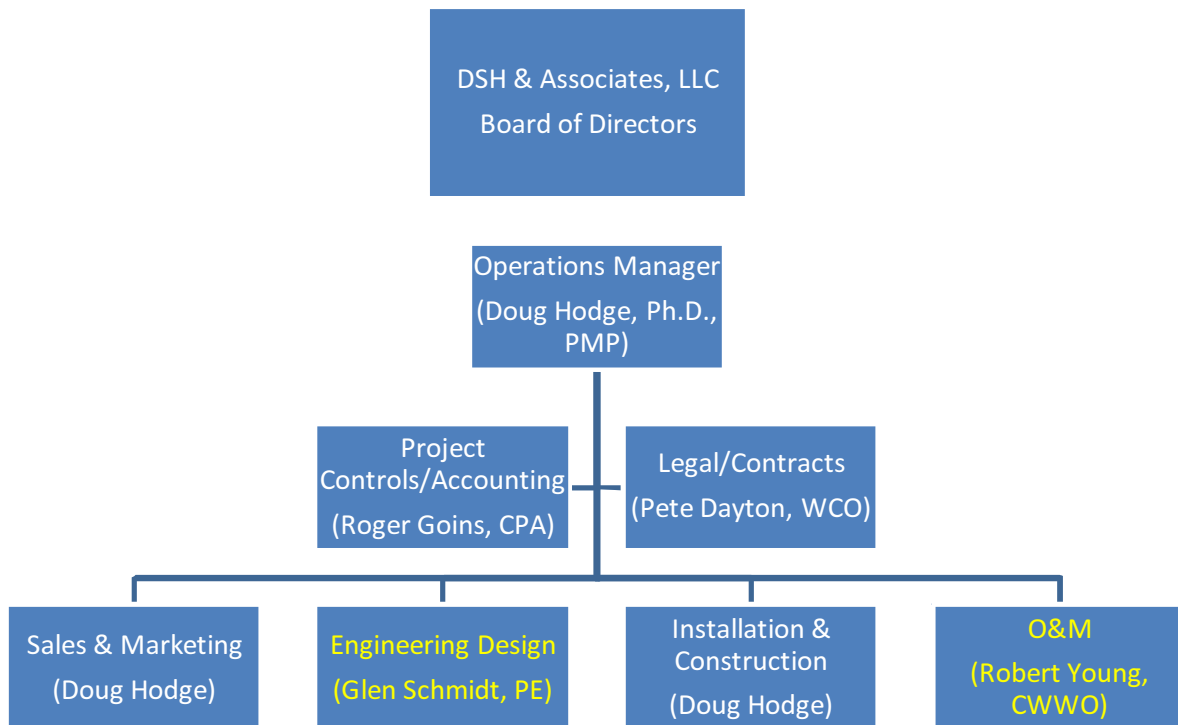 DSH & Associates, LLC
Board of Directors
Operations Manager
(Doug Hodge, Ph.D.,
PMP)
Project
Controls/Accounting
(Roger Goins, CPA)
Legal/Contracts
(Pete Dayton, WCO)
Sales & Marketing
(Doug Hodge)
Engineering Design
(Glen Schmidt, PE)
Installation &
Construction
(Doug Hodge)
O&M
(Robert Young,
CWWO)